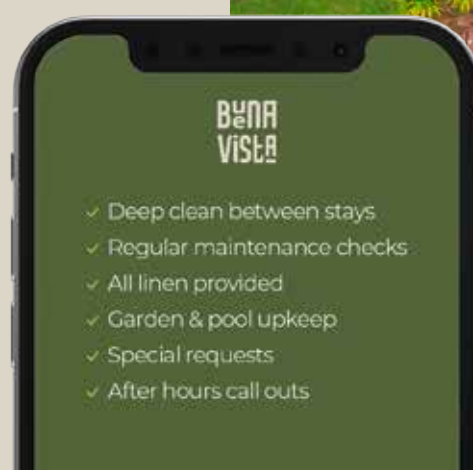 BUENA
VISTA
Deep clean between stays
Regular maintenance checks
All linen provided
Garden & pool upkeep
Special requests
After hours call outs